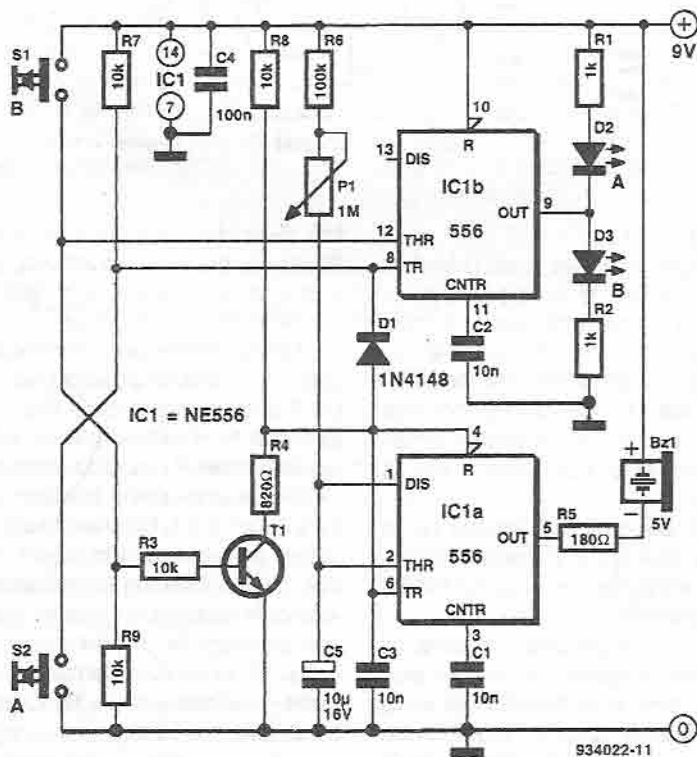 S1
B
R7
10k
14
IC1
7
C4
100n
R8
10k
R6
100k
P1
1M
10
R
13
DIS
IC1b
556
OUT
9
12
THR
8
TR
CNTR
11
C2
10n
R1
1k
D2
A
D3
B
R2
1k
+
9V
D1
1N4148
IC1 = NE556
R4
820Ω
4
R
1
DIS
IC1a
556
OUT
5
2
THR
6
TR
CNTR
3
R5
180Ω
Bz1
+
−
5V
R3
10k
T1
S2
A
R9
10k
C5
10µ
16V
C3
10n
C1
10n
0
934022-11